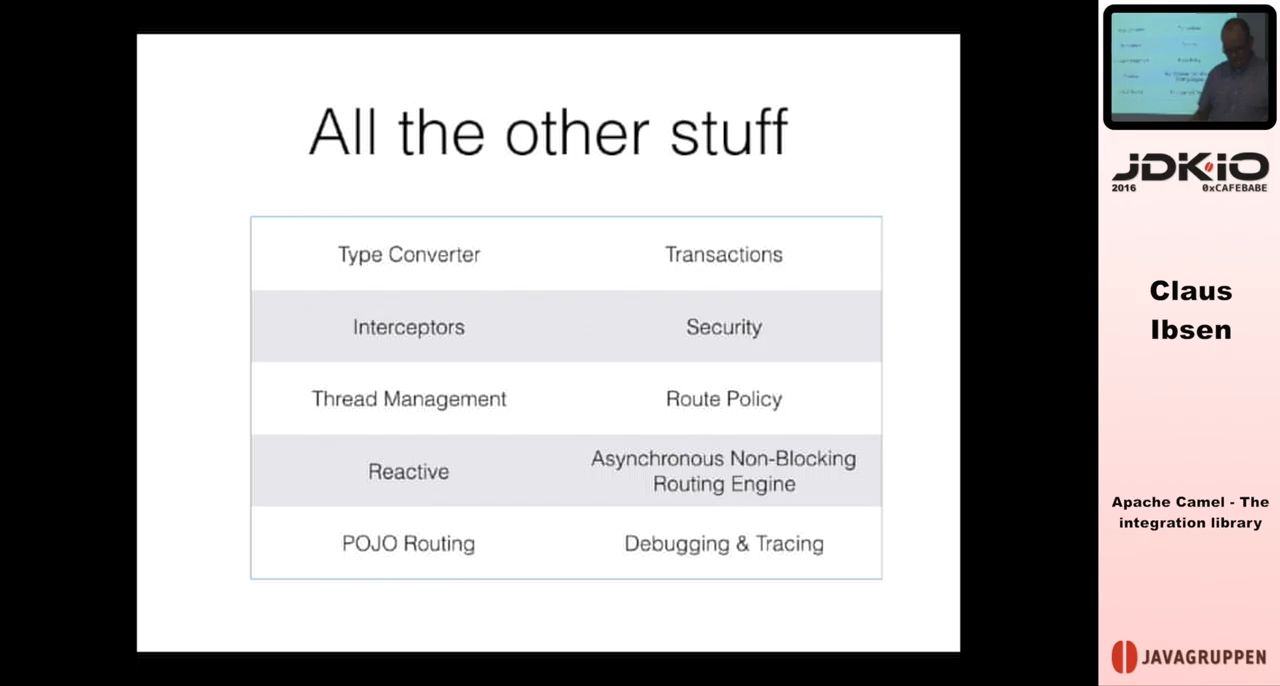 All the other stuff
Type Converter
Transactions
Interceptors
Security
Thread Management
Route Policy
Reactive
Asynchronous Non-Blocking
Routing Engine
POJO Routing
Debugging & Tracing
JDK.IO
2016
0xCAFEBABE
Claus
Ibsen
Apache Camel - The
integration library
JAVAGRUPPEN